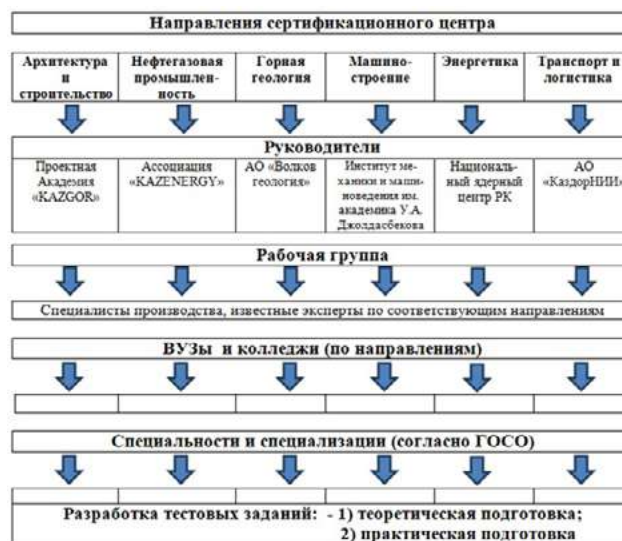 Направления сертификационного центра
Архитектура
и
строительство
Нефтегазовая
промышлен-
ность
Горная
геология
Машино-
строение
Энергетика
Транспорт и
логистика
Руководители
Проектная
Академия
«KAZGOR»
Ассоциация
«KAZENERGY»
АО «Волков
геология»
Институт ме-
ханики и маши-
новедения им.
академика У.А.
Джолдасбекова
Националь-
ный ядерный
центр РК
АО
«КаздорНИИ»
Рабочая группа
Специалисты производства, известные эксперты по соответствующим направлениям
ВУЗы и колледжи (по направлениям)
Специальности и специализации (согласно ГОСО)
Разработка тестовых заданий: - 1) теоретическая подготовка;
2) практическая подготовка